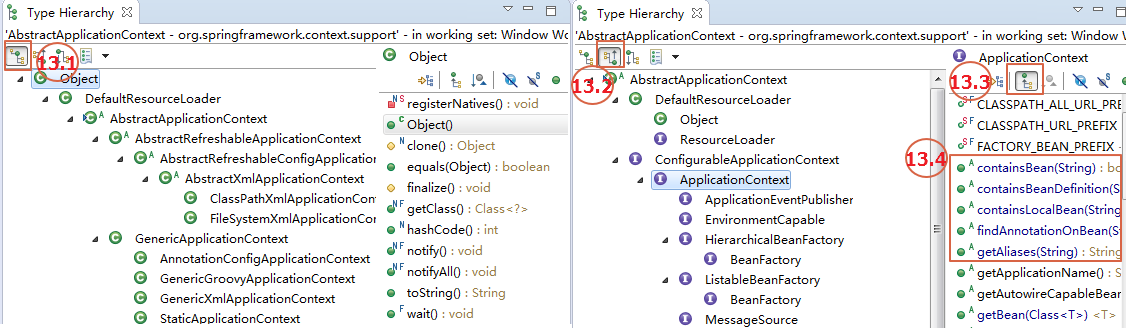 Type Hierarchy
'AbstractApplicationContext - org.springframework.context.support' - in working set: Window Wo
13.1
Object
DefaultResourceLoader
AbstractApplicationContext
AbstractRefreshableApplicationContext
AbstractRefreshableConfigApplication
AbstractXmlApplicationContext
ClassPathXmlApplicationCont
FileSystemXmlApplicationCon
GenericApplicationContext
AnnotationConfigApplicationContext
GenericGroovyApplicationContext
GenericXmlApplicationContext
StaticApplicationContext
Object
registerNatives() : void
Object()
clone() : Object
equals(Object) : boolean
finalize() : void
getClass() : Class<?>
hashCode() : int
notify() : void
notifyAll() : void
toString() : String
wait() : void
Type Hierarchy
'AbstractApplicationContext - org.springframework.context.support' - in working set: Window Wo
13.2
AbstractApplicationContext
DefaultResourceLoader
Object
ResourceLoader
ConfigurableApplicationContext
ApplicationContext
ApplicationEventPublisher
EnvironmentCapable
HierarchicalBeanFactory
BeanFactory
ListableBeanFactory
BeanFactory
MessageSource
ApplicationContext
13.3
CLASSPATH_ALL_URL_PRE
CLASSPATH_URL_PREFIX
FACTORY_BEAN_PREFIX -
13.4
containsBean(String) : bo
containsBeanDefinition(S
containsLocalBean(String
findAnnotationOnBean(St
getAliases(String) : String
getApplicationName() : S
getAutowireCapableBean
getBean(Class<T>) <T>